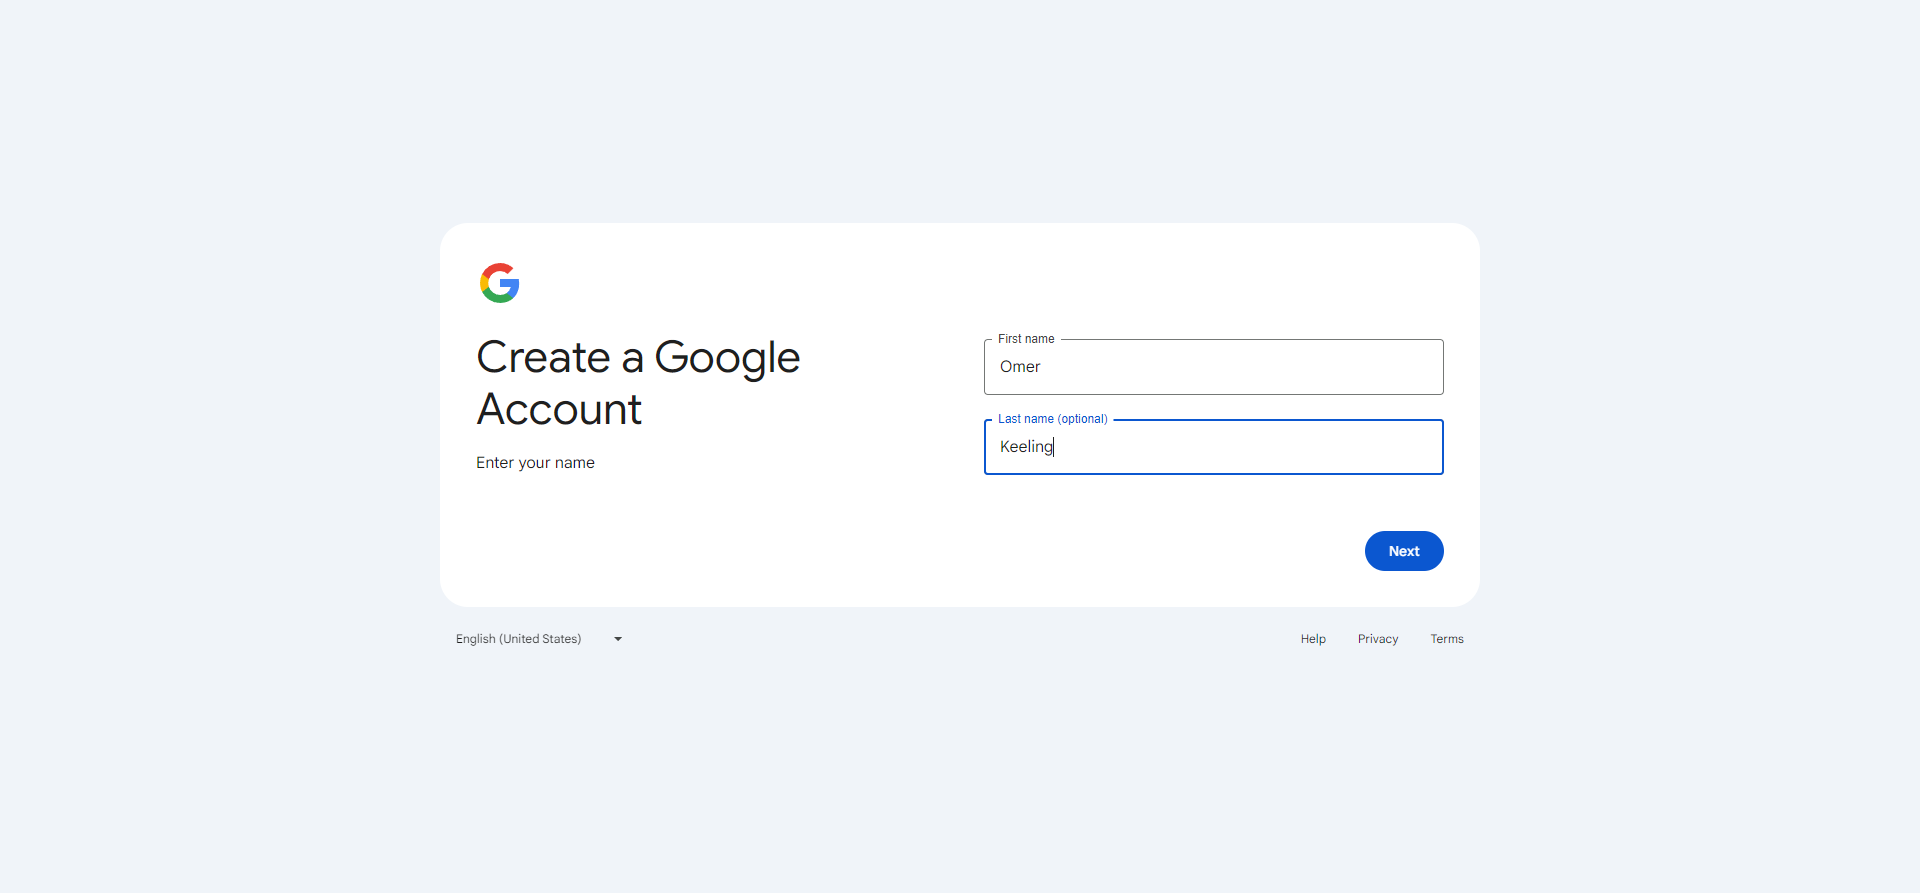 Create a Google
Account
Enter your name
First name
Omer
Last name (optional)
Keeling
Next
English (United States)
Help
Privacy
Terms